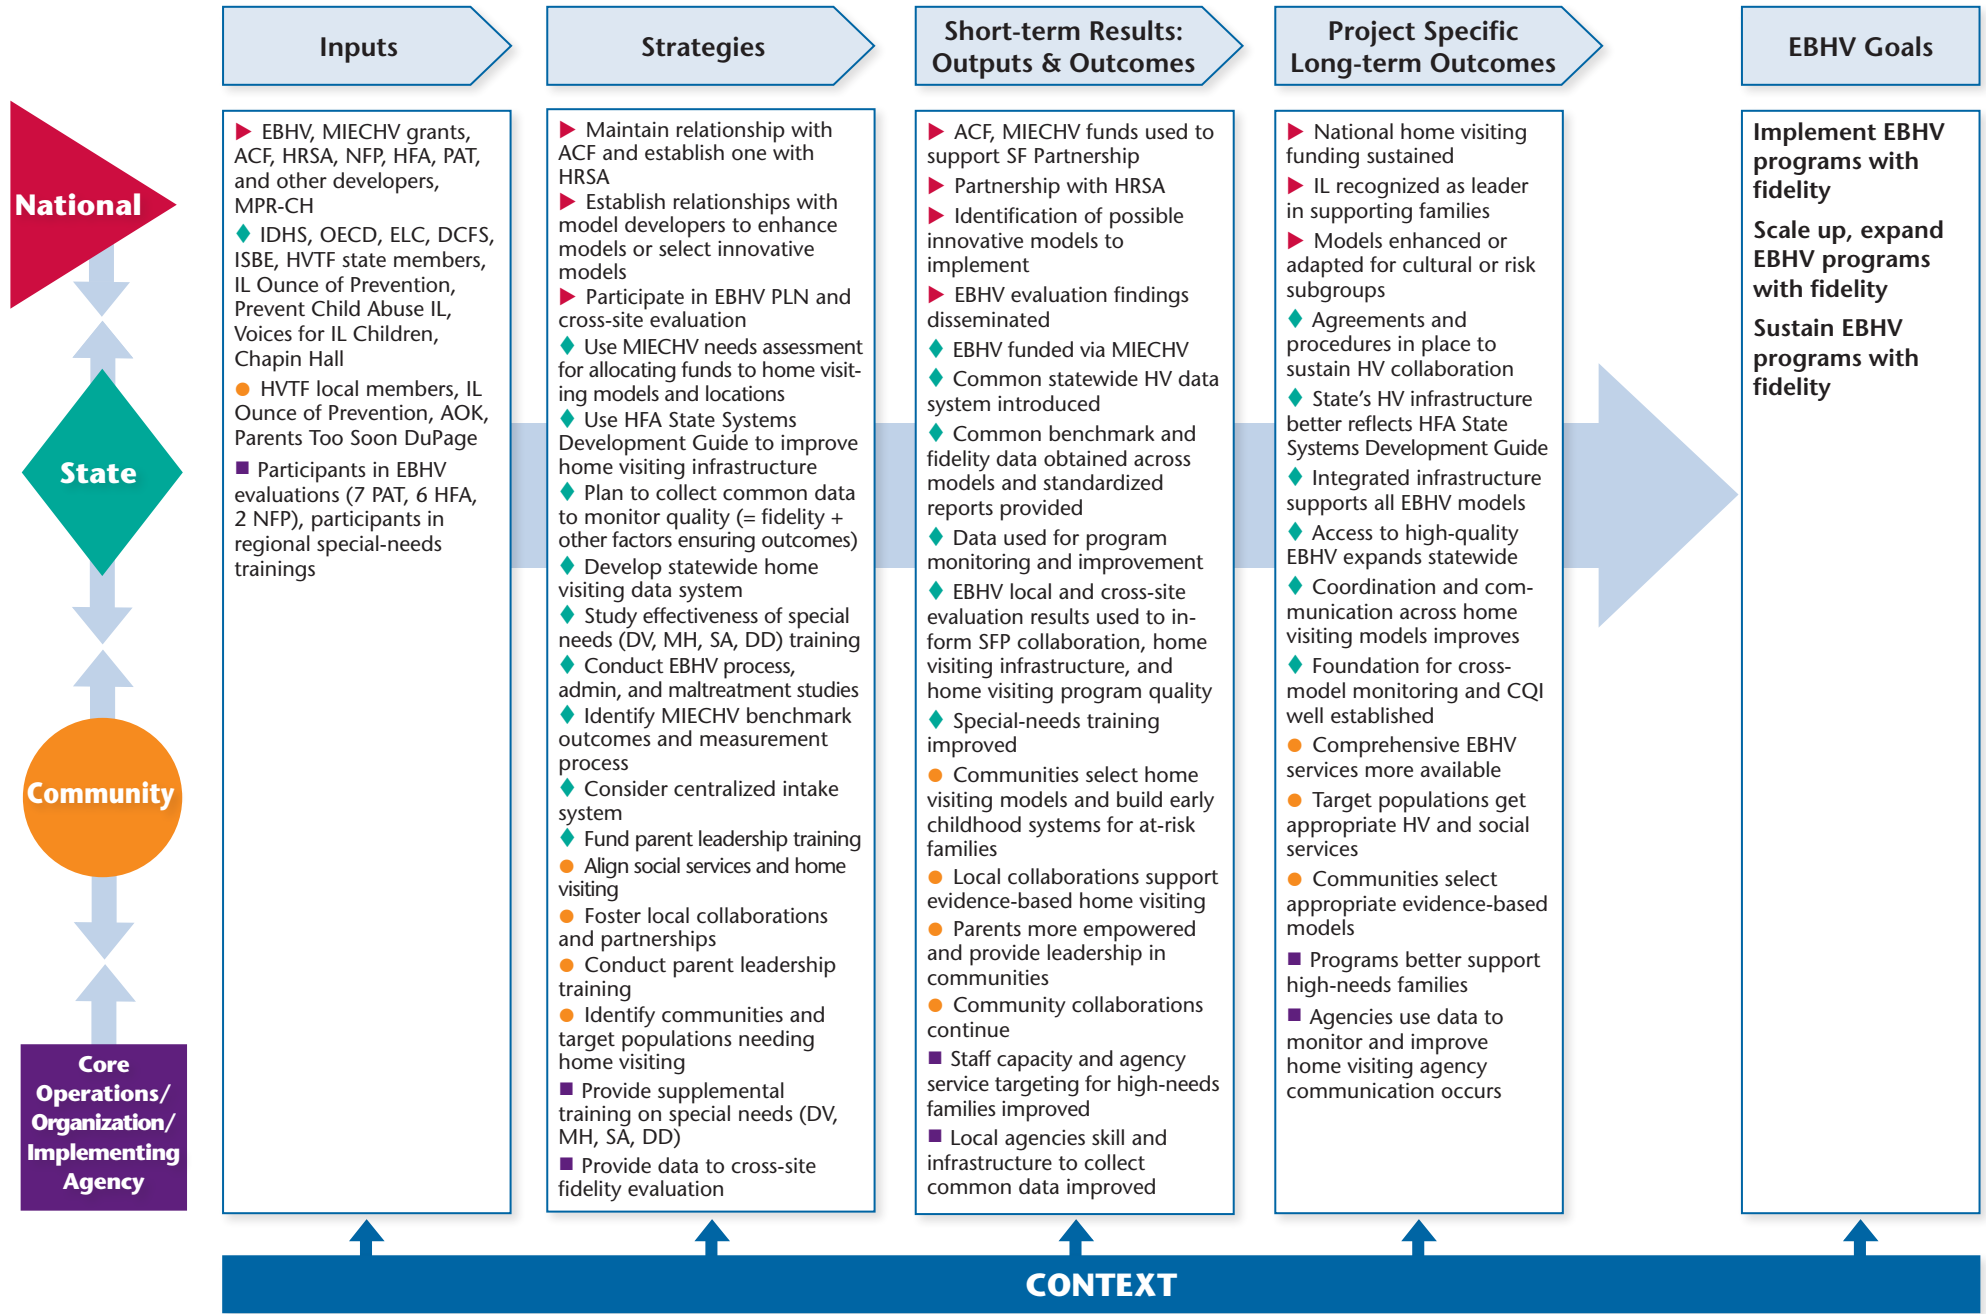 Inputs
Strategies
Short-term Results:
Outputs & Outcomes
Project Specific
Long-term Outcomes
EBHV Goals
National
State
Community
Core
Operations/
Organization/
Implementing
Agency
EBHV, MIECHV grants,
ACF, HRSA, NFP, HFA, PAT,
and other developers,
MPR-CH
IDHS, OECD, ELC, DCFS,
ISBE, HVTF state members,
IL Ounce of Prevention,
Prevent Child Abuse IL,
Voices for IL Children,
Chapin Hall
HVTF local members, IL
Ounce of Prevention, AOK,
Parents Too Soon DuPage
Participants in EBHV
evaluations (7 PAT, 6 HFA,
2 NFP), participants in
regional special-needs
trainings
Maintain relationship with
ACF and establish one with
HRSA
Establish relationships with
model developers to enhance
models or select innovative
models
Participate in EBHV PLN and
cross-site evaluation
Use MIECHV needs assessment
for allocating funds to home visit-
ing models and locations
Use HFA State Systems
Development Guide to improve
home visiting infrastructure
Plan to collect common data
to monitor quality (= fidelity +
other factors ensuring outcomes)
Develop statewide home
visiting data system
Study effectiveness of special
needs (DV, MH, SA, DD) training
Conduct EBHV process,
admin, and maltreatment studies
Identify MIECHV benchmark
outcomes and measurement
process
Consider centralized intake
system
Fund parent leadership training
Align social services and home
visiting
Foster local collaborations
and partnerships
Conduct parent leadership
training
Identify communities and
target populations needing
home visiting
Provide supplemental
training on special needs (DV,
MH, SA, DD)
Provide data to cross-site
fidelity evaluation
ACF, MIECHV funds used to
support SF Partnership
Partnership with HRSA
Identification of possible
innovative models to
implement
EBHV evaluation findings
disseminated
EBHV funded via MIECHV
Common statewide HV data
system introduced
Common benchmark and
fidelity data obtained across
models and standardized
reports provided
Data used for program
monitoring and improvement
EBHV local and cross-site
evaluation results used to in-
form SFP collaboration, home
visiting infrastructure, and
home visiting program quality
Special-needs training
improved
Communities select home
visiting models and build early
childhood systems for at-risk
families
Local collaborations support
evidence-based home visiting
Parents more empowered
and provide leadership in
communities
Community collaborations
continue
Staff capacity and agency
service targeting for high-needs
families improved
Local agencies skill and
infrastructure to collect
common data improved
National home visiting
funding sustained
IL recognized as leader
in supporting families
Models enhanced or
adapted for cultural or risk
subgroups
Agreements and
procedures in place to
sustain HV collaboration
State's HV infrastructure
better reflects HFA State
Systems Development Guide
Integrated infrastructure
supports all EBHV models
Access to high-quality
EBHV expands statewide
Coordination and com-
munication across home
visiting models improves
Foundation for cross-
model monitoring and CQI
well established
Comprehensive EBHV
services more available
Target populations get
appropriate HV and social
services
Communities select
appropriate evidence-based
models
Programs better support
high-needs families
Agencies use data to
monitor and improve
home visiting agency
communication occurs
Implement EBHV
programs with
fidelity
Scale up, expand
EBHV programs
with fidelity
Sustain EBHV
programs with
fidelity
CONTEXT